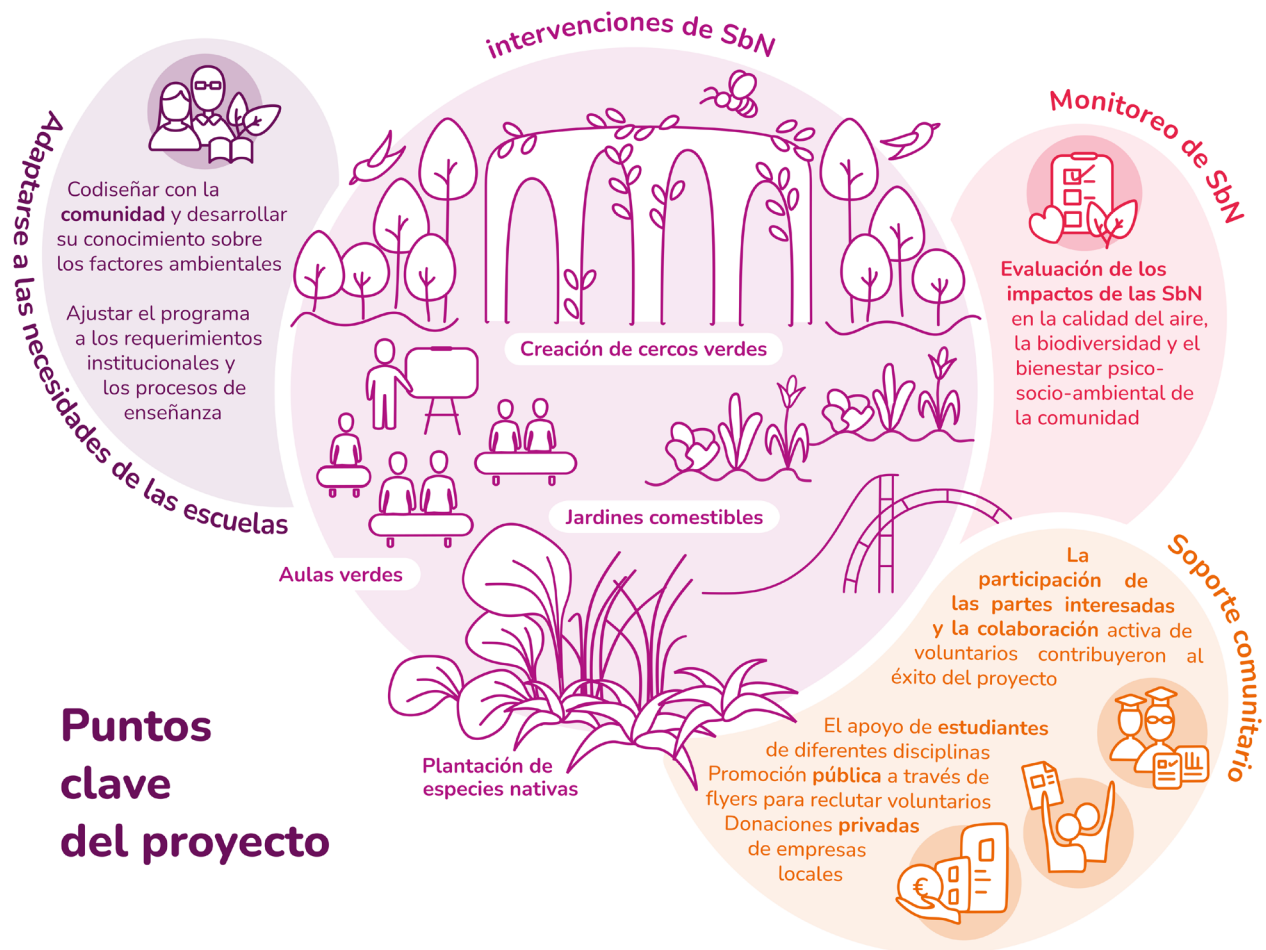 intervenciones de SbN
Adaptarse a las necesidades de las escuelas
Codiseñar con la
comunidad y desarrollar
su conocimiento sobre
los factores ambientales
Ajustar el programa
a los requerimientos
institucionales y
los procesos de
enseñanza
Creación de cercos verdes
Jardines comestibles
Aulas verdes
Plantación de
especies nativas
Monitoreo de SbN
Evaluación de los
impactos de las SbN
en la calidad del aire,
la biodiversidad y el
bienestar psico-
socio-ambiental de
la comunidad
Soporte comunitario
La
participación de
las partes interesadas
y la colaboración activa de
voluntarios contribuyeron al
éxito del proyecto
El apoyo de estudiantes
de diferentes disciplinas
Promoción pública a través de
flyers para reclutar voluntarios
Donaciones privadas
de empresas
locales
€
Puntos
clave
del proyecto